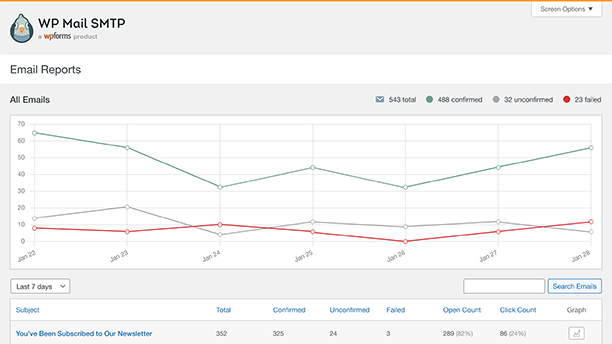 Screen Options ▼
WP Mail SMTP
a wpforms product
Email Reports
All Emails
543 total 488 confirmed 32 unconfirmed 23 failed
70
60
50
40
30
20
10
0
Jan 22 Jan 23 Jan 24 Jan 25 Jan 26 Jan 27 Jan 28
Last 7 days
Search Emails
Subject Total Confirmed Unconfirmed Failed Open Count Click Count Graph
You've Been Subscribed to Our Newsletter 352 325 24 3 289 (82%) 86 (24%)